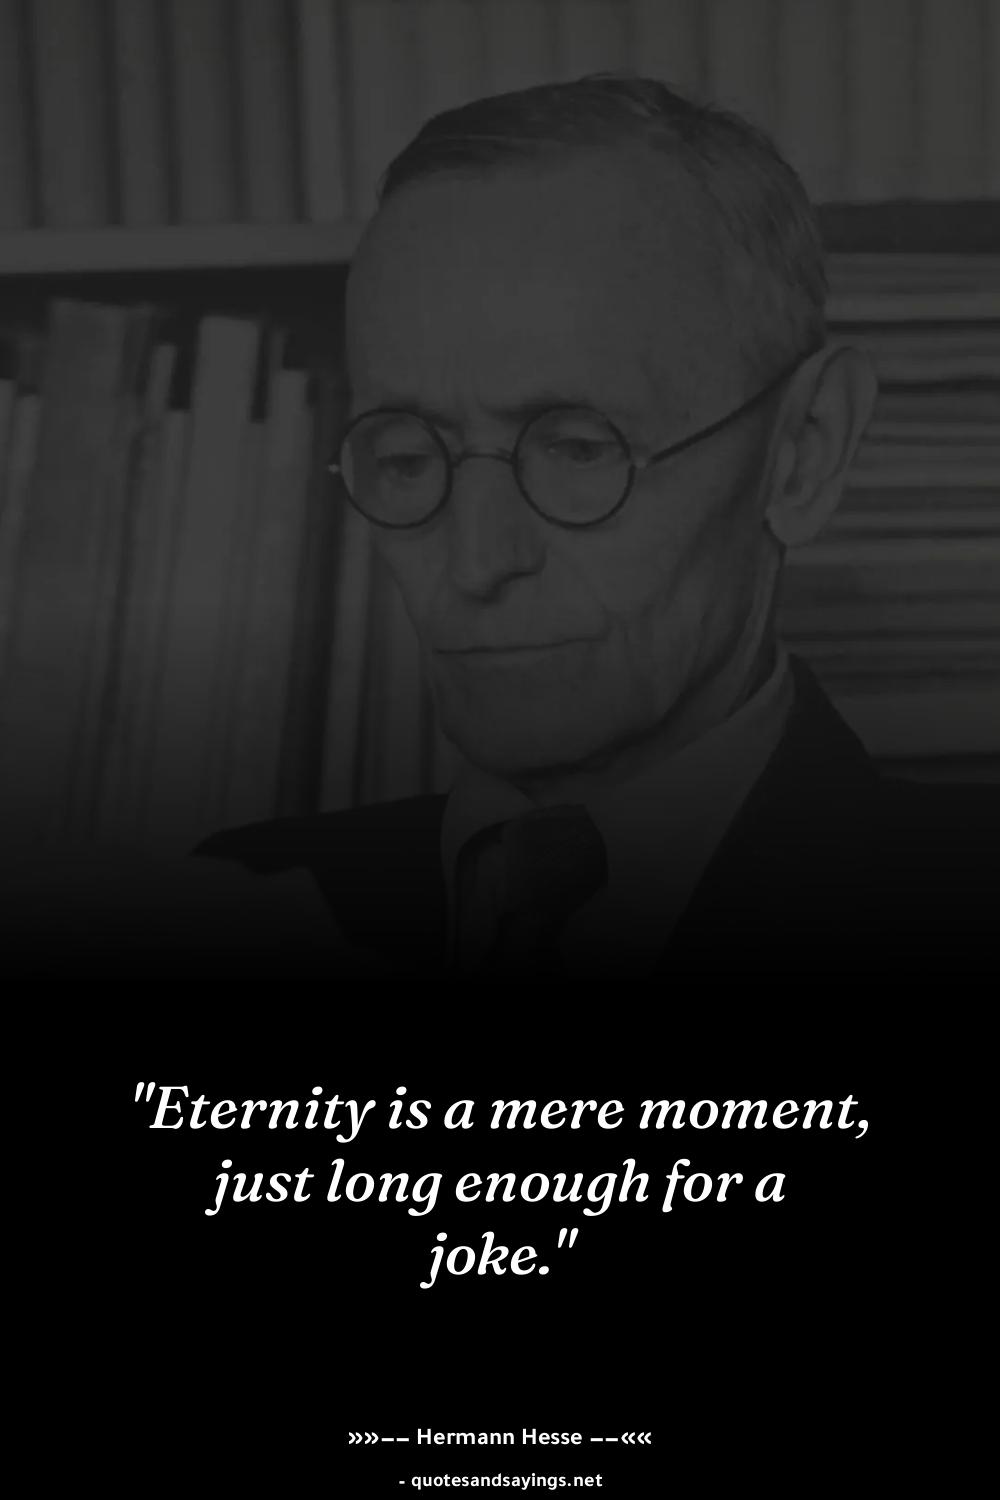 "Eternity is a mere moment,
just long enough for a
joke."
»»−− Hermann Hesse −−««
- quotesandsayings.net